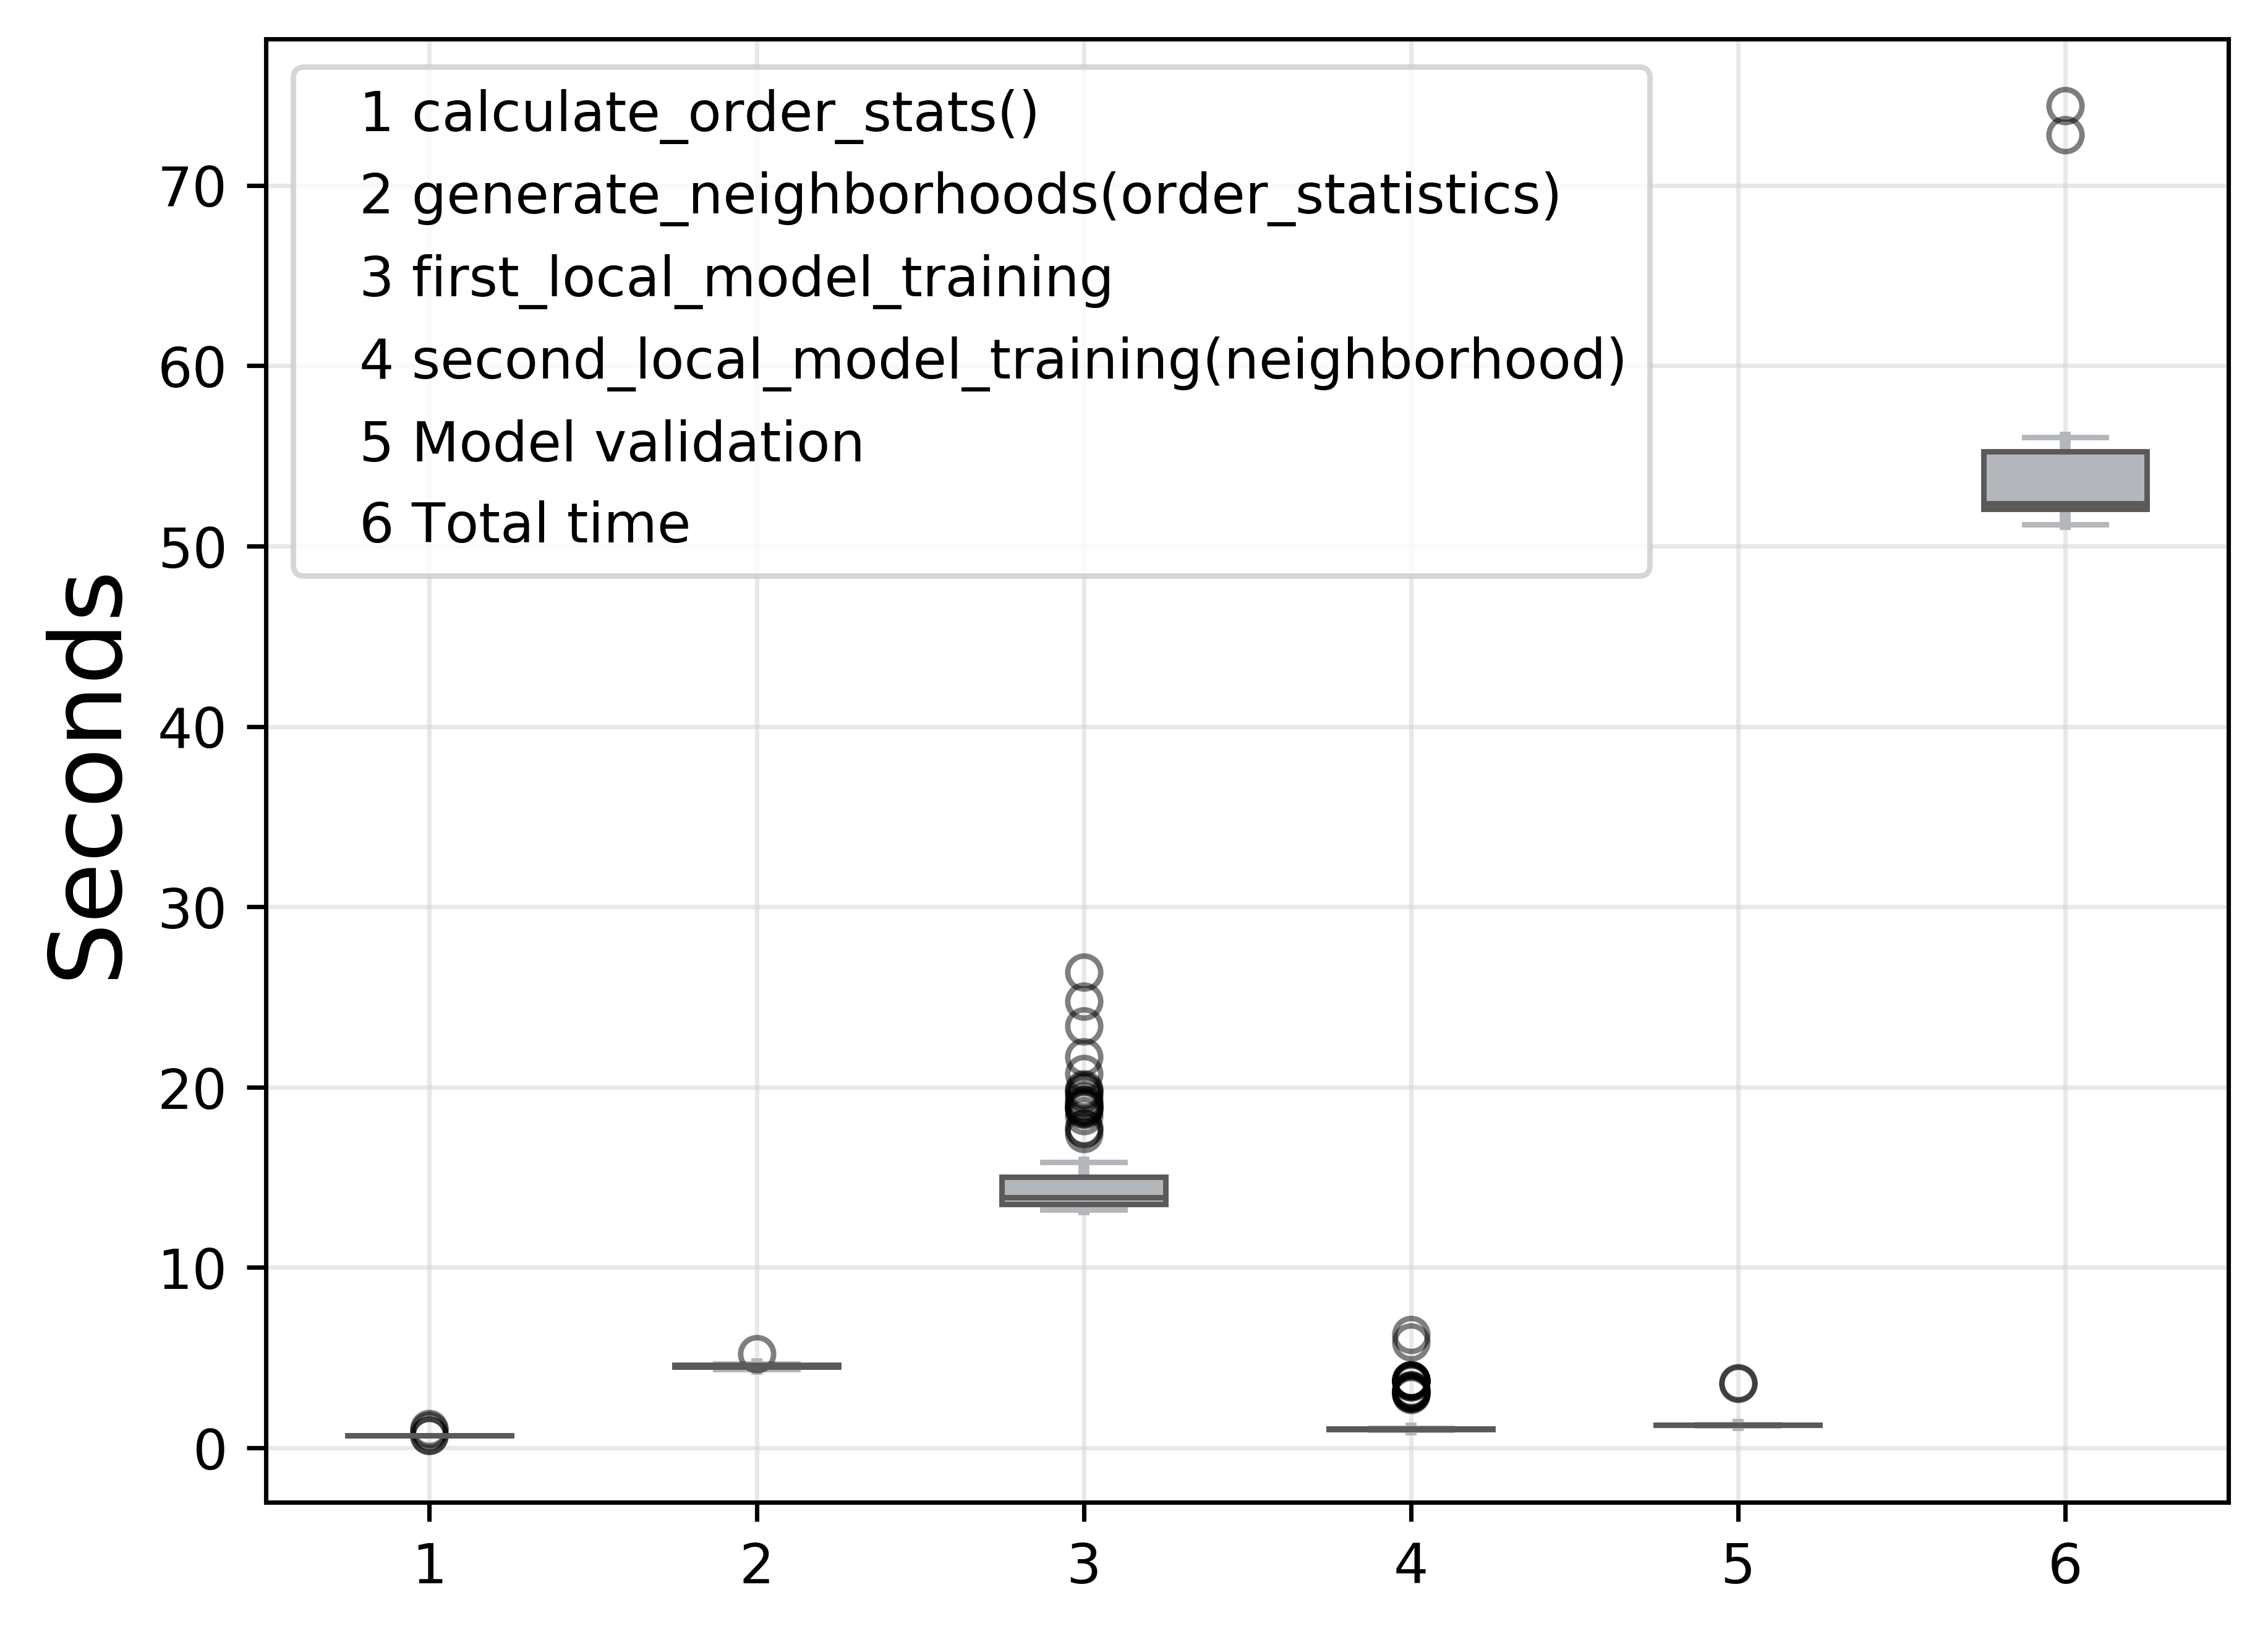 1 calculate_order_stats()
2 generate_neighborhoods(order_statistics)
3 first_local_model_training
4 second_local_model_training(neighborhood)
5 Model validation
6 Total time
Seconds
70
60
50
40
30
20
10
0
1 2 3 4 5 6